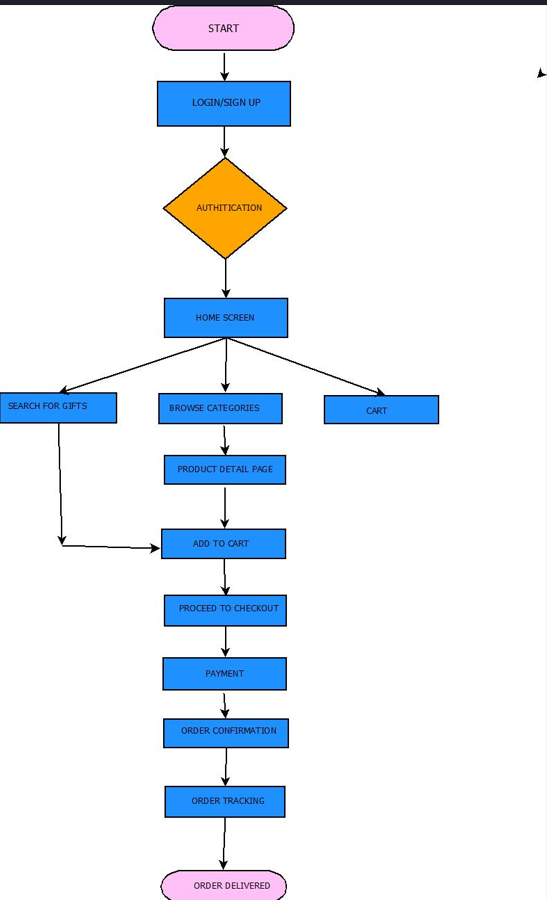 START
LOGIN/SIGN UP
AUTHITICATION
HOME SCREEN
SEARCH FOR GIFTS
BROWSE CATEGORIES
CART
PRODUCT DETAIL PAGE
ADD TO CART
PROCEED TO CHECKOUT
PAYMENT
ORDER CONFIRMATION
ORDER TRACKING
ORDER DELIVERED